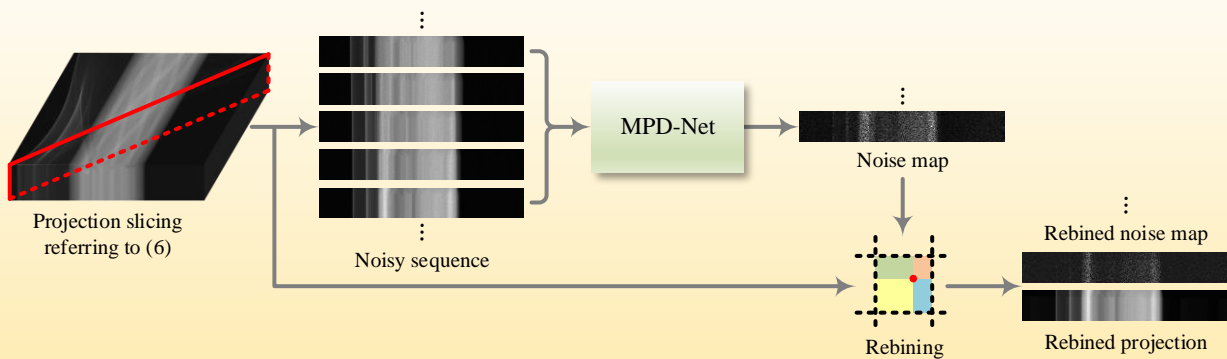 Projection slicing
referring to (6)
Noisy sequence
MPD-Net
Noise map
Rebining
Rebined noise map
Rebined projection